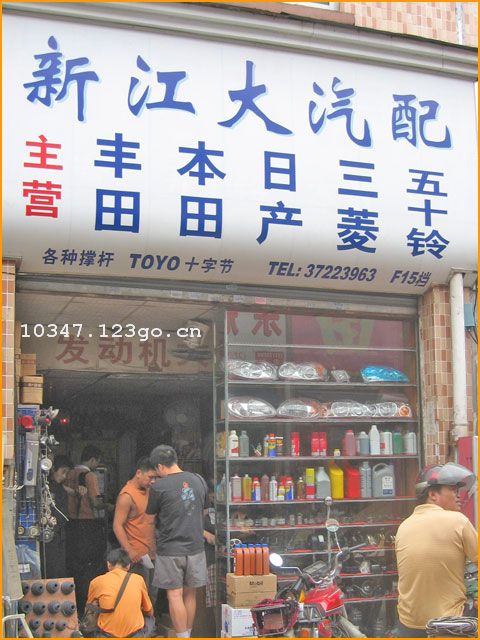 新江大汽配
主营 丰田 本田 日产 三菱 五十铃
各种撑杆 TOYO 十字节 TEL: 37223963 F15档
10347.123go.cn
发动机